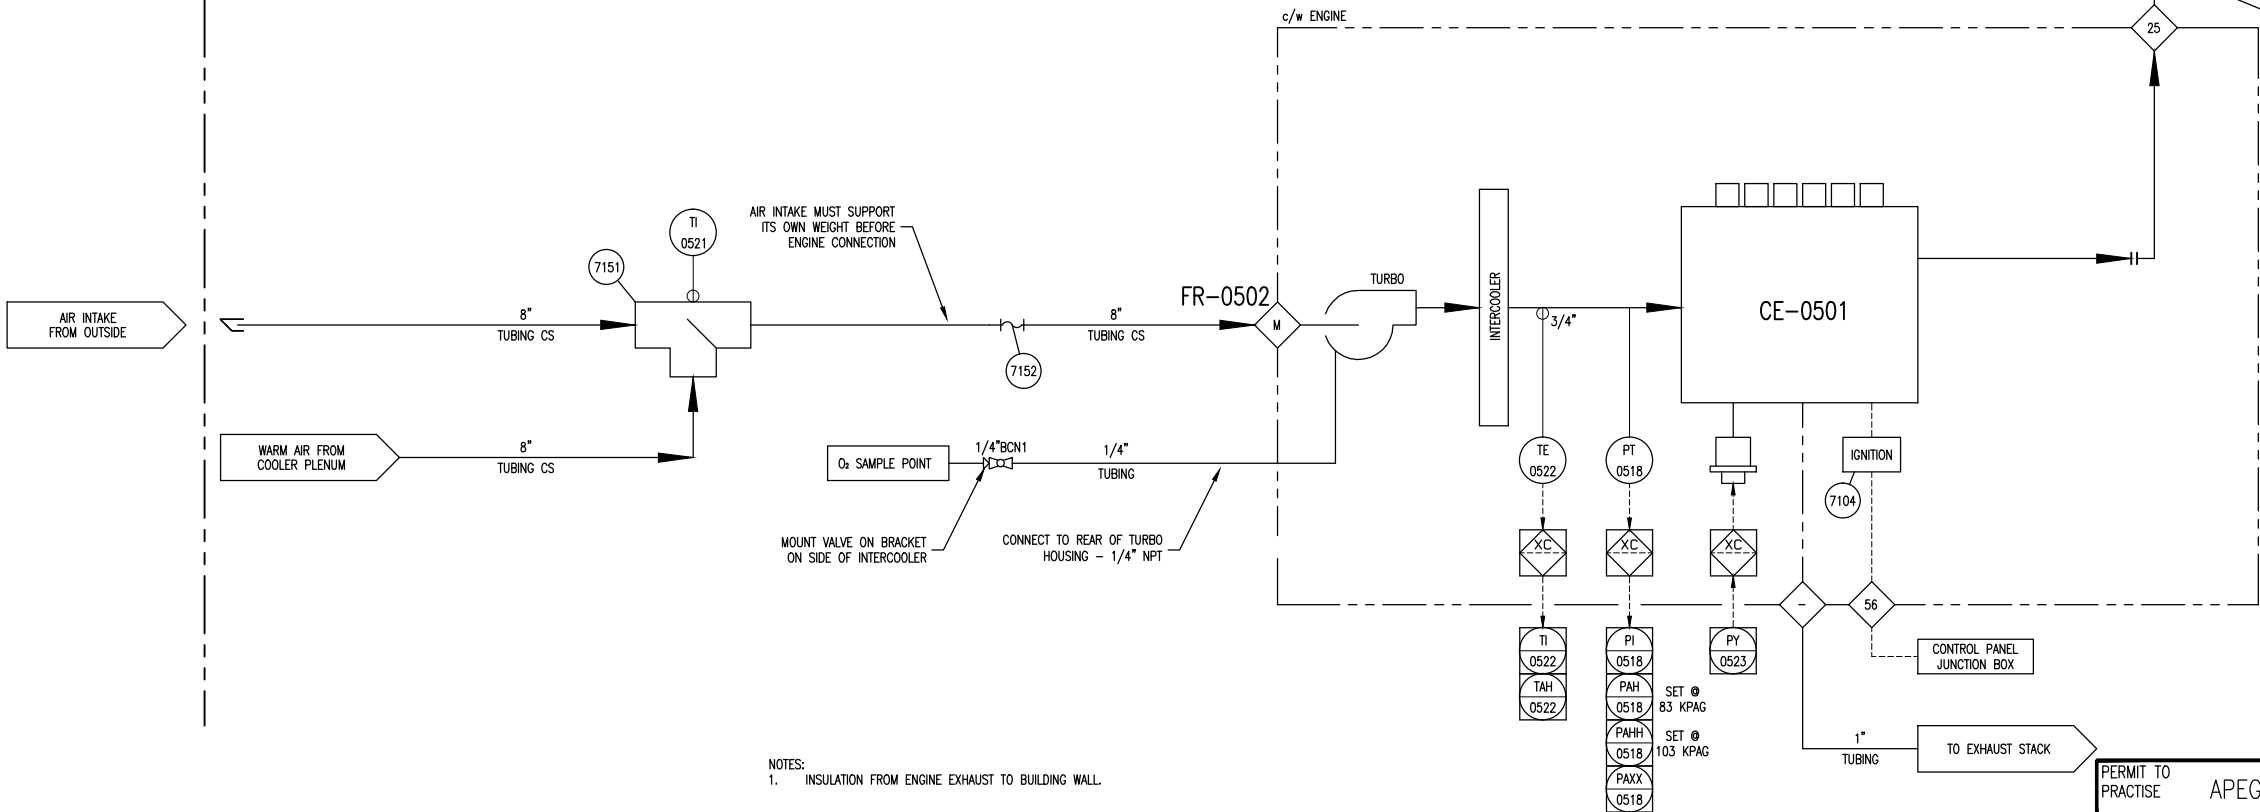 c/w ENGINE
25
TI
0521
7151
AIR INTAKE MUST SUPPORT
ITS OWN WEIGHT BEFORE
ENGINE CONNECTION
AIR INTAKE
FROM OUTSIDE
8"
TUBING CS
8"
TUBING CS
7152
FR-0502
M
TURBO
INTERCOOLER
3/4"
CE-0501
WARM AIR FROM
COOLER PLENUM
8"
TUBING CS
O₂ SAMPLE POINT
1/4"BCN1
1/4"
TUBING
MOUNT VALVE ON BRACKET
ON SIDE OF INTERCOOLER
CONNECT TO REAR OF TURBO
HOUSING - 1/4" NPT
TE
0522
PT
0518
IGNITION
7104
XC
XC
XC
-
56
TI
0522
TAH
0522
PI
0518
PAH
0518
SET @
83 KPAG
PAHH
0518
SET @
103 KPAG
PAXX
0518
PY
0523
CONTROL PANEL
JUNCTION BOX
1"
TUBING
TO EXHAUST STACK
NOTES:
1. INSULATION FROM ENGINE EXHAUST TO BUILDING WALL.
PERMIT TO
PRACTISE
APEG